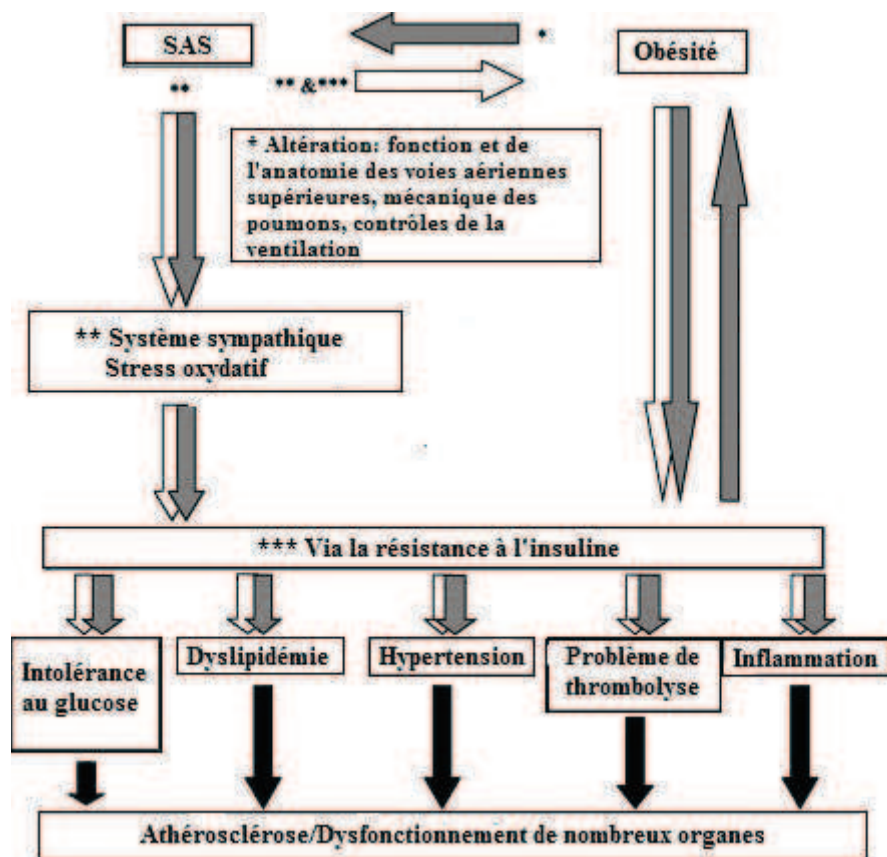 SAS
*
Obésité
**
** &***
* Altération: fonction et de
l'anatomie des voies aériennes
supérieures, mécanique des
poumons, contrôles de la
ventilation
** Système sympathique
Stress oxydatif
*** Via la résistance à l'insuline
Intolérance
au glucose
Dyslipidémie
Hypertension
Problème de
thrombolyse
Inflammation
Athérosclérose/Dysfonctionnement de nombreux organes